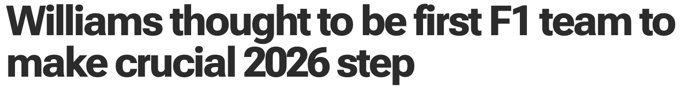 Williams thought to be first F1 team to
make crucial 2026 step